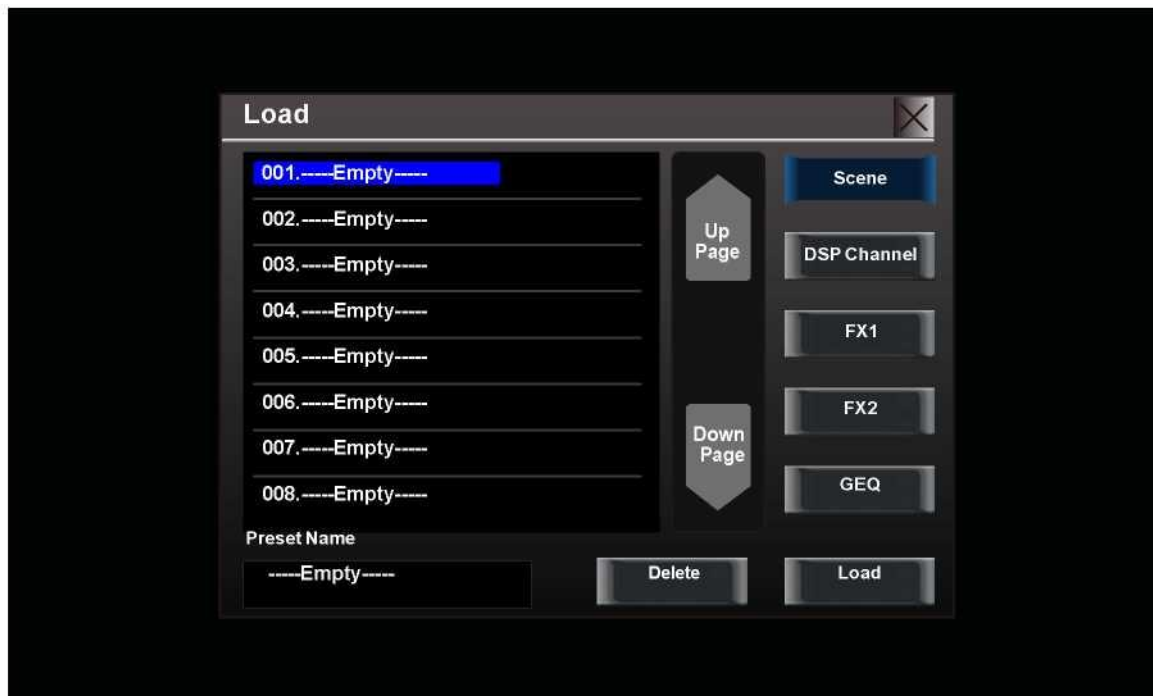 Load
001.-----Empty-----
002.-----Empty-----
003.-----Empty-----
004.-----Empty-----
005.-----Empty-----
006.-----Empty-----
007.-----Empty-----
008.-----Empty-----
Up
Page
Down
Page
Scene
DSP Channel
FX1
FX2
GEQ
Preset Name
-----Empty-----
Delete
Load